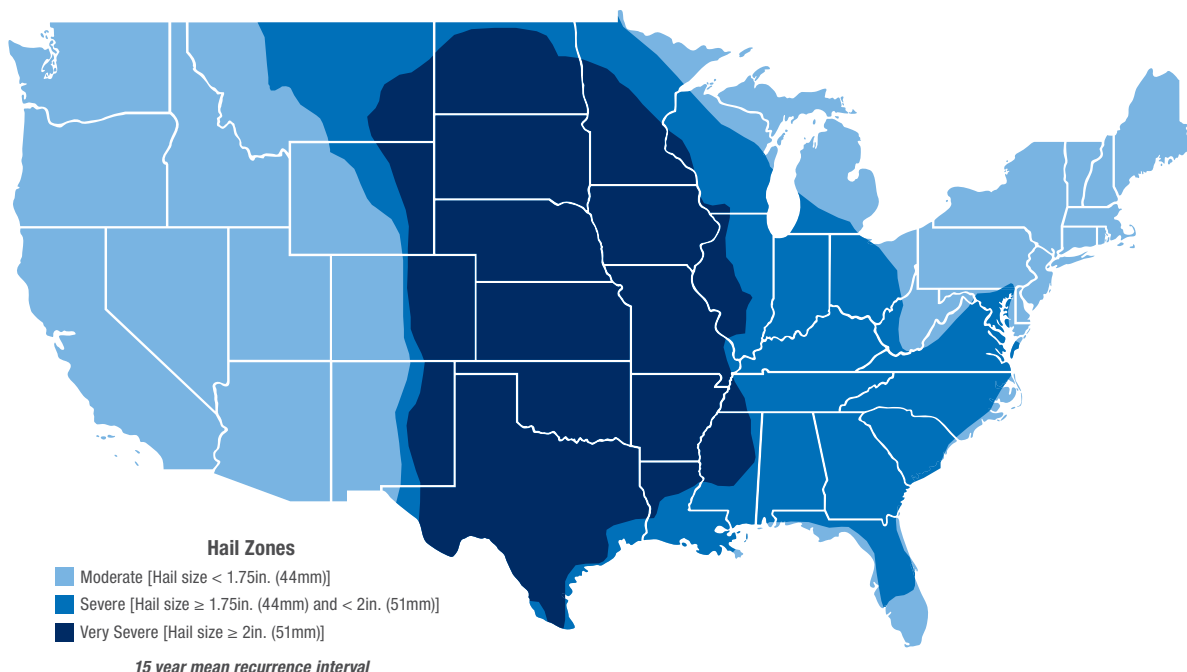 Hail Zones
Moderate [Hail size < 1.75in. (44mm)]
Severe [Hail size ≥ 1.75in. (44mm) and < 2in. (51mm)]
Very Severe [Hail size ≥ 2in. (51mm)]
15 year mean recurrence interval